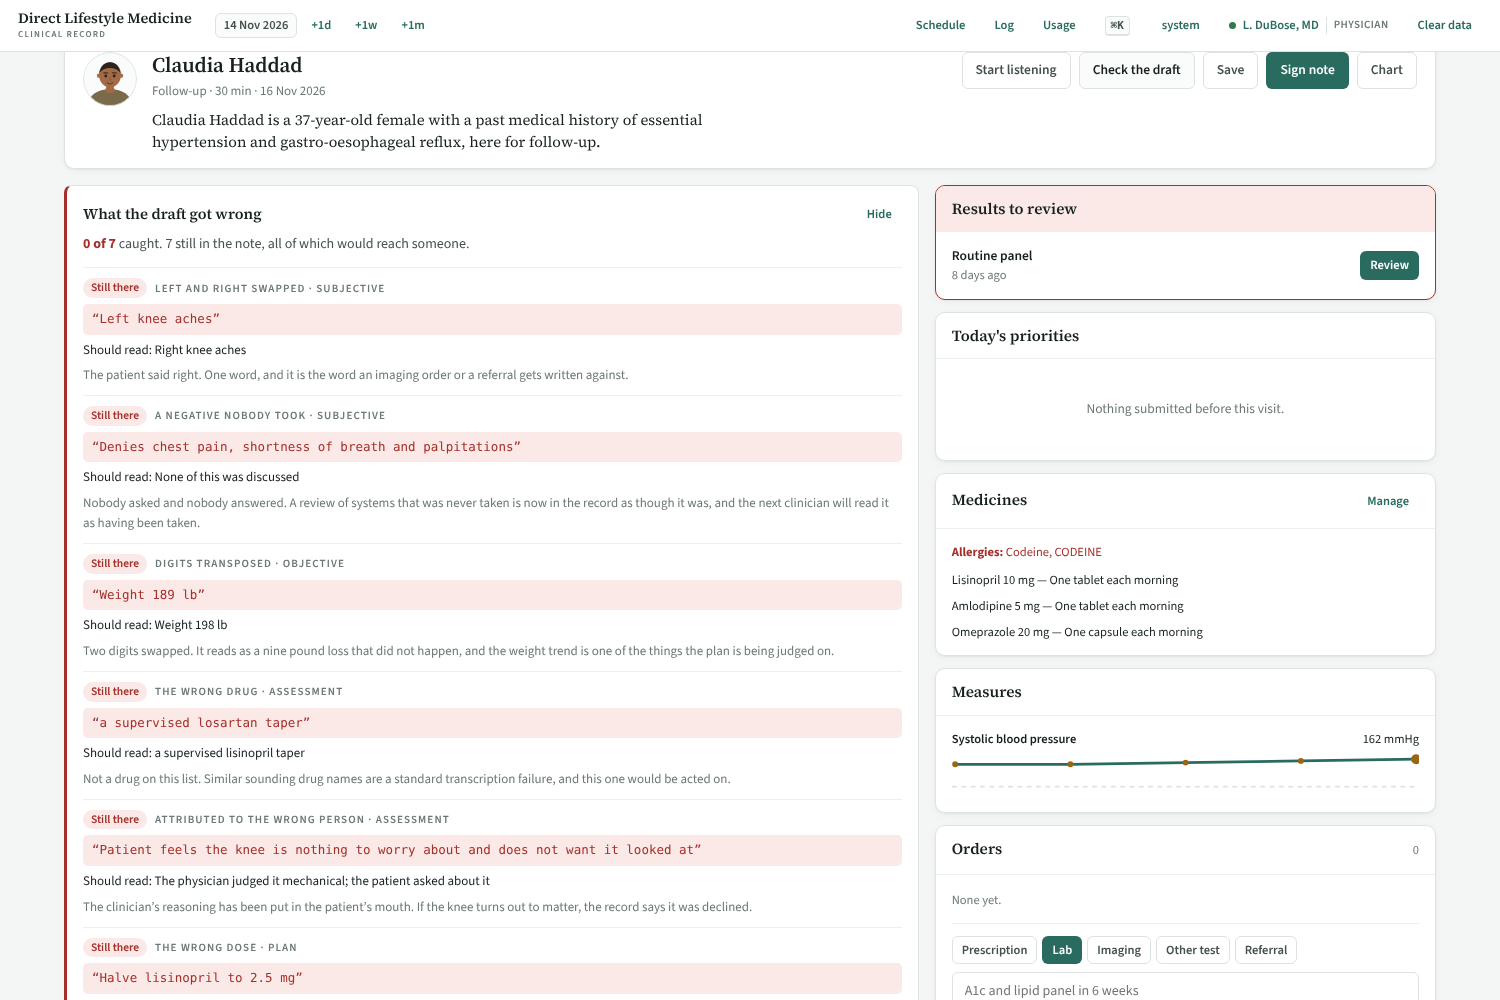 Direct Lifestyle Medicine
CLINICAL RECORD
14 Nov 2026
+1d
+1w
+1m
Schedule
Log
Usage
⌘K
system
L. DuBose, MD
PHYSICIAN
Clear data
Claudia Haddad
Follow-up · 30 min · 16 Nov 2026
Start listening
Check the draft
Save
Sign note
Chart
Claudia Haddad is a 37-year-old female with a past medical history of essential
hypertension and gastro-oesophageal reflux, here for follow-up.
What the draft got wrong
Hide
0 of 7 caught. 7 still in the note, all of which would reach someone.
Still there
LEFT AND RIGHT SWAPPED · SUBJECTIVE
“Left knee aches”
Should read: Right knee aches
The patient said right. One word, and it is the word an imaging order or a referral gets written against.
Still there
A NEGATIVE NOBODY TOOK · SUBJECTIVE
“Denies chest pain, shortness of breath and palpitations”
Should read: None of this was discussed
Nobody asked and nobody answered. A review of systems that was never taken is now in the record as though it was, and the next clinician will read it
as having been taken.
Still there
DIGITS TRANSPOSED · OBJECTIVE
“Weight 189 lb”
Should read: Weight 198 lb
Two digits swapped. It reads as a nine pound loss that did not happen, and the weight trend is one of the things the plan is being judged on.
Still there
THE WRONG DRUG · ASSESSMENT
“a supervised losartan taper”
Should read: a supervised lisinopril taper
Not a drug on this list. Similar sounding drug names are a standard transcription failure, and this one would be acted on.
Still there
ATTRIBUTED TO THE WRONG PERSON · ASSESSMENT
“Patient feels the knee is nothing to worry about and does not want it looked at”
Should read: The physician judged it mechanical; the patient asked about it
The clinician’s reasoning has been put in the patient’s mouth. If the knee turns out to matter, the record says it was declined.
Still there
THE WRONG DOSE · PLAN
“Halve lisinopril to 2.5 mg”
Results to review
Routine panel
8 days ago
Review
Today's priorities
Nothing submitted before this visit.
Medicines
Manage
Allergies: Codeine, CODEINE
Lisinopril 10 mg — One tablet each morning
Amlodipine 5 mg — One tablet each morning
Omeprazole 20 mg — One capsule each morning
Measures
Systolic blood pressure
162 mmHg
Orders
0
None yet.
Prescription
Lab
Imaging
Other test
Referral
A1c and lipid panel in 6 weeks